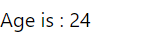 Age is : 24